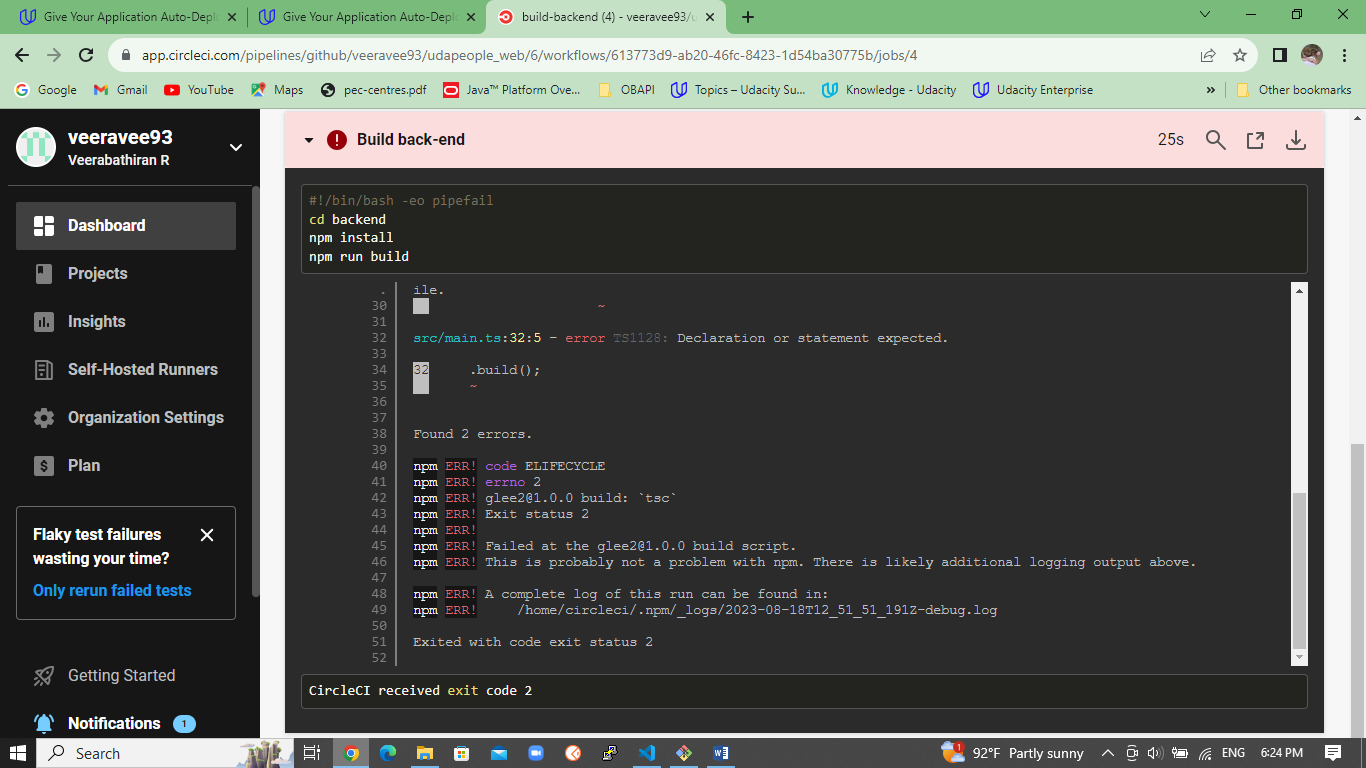 Give Your Application Auto-Depl
Give Your Application Auto-Depl
build-backend (4) - veeravee93/u
app.circleci.com/pipelines/github/veeravee93/udapeople_web/6/workflows/613773d9-ab20-46fc-8423-1d54ba30775b/jobs/4
Google
Gmail
YouTube
Maps
pec-centres.pdf
Java™ Platform Ove...
OBAPI
Topics – Udacity Su...
Knowledge - Udacity
Udacity Enterprise
»
Other bookmarks
veeravee93
Veerabathiran R
Dashboard
Projects
Insights
Self-Hosted Runners
Organization Settings
Plan
Flaky test failures
wasting your time?
Only rerun failed tests
Getting Started
Notifications 1
Build back-end
25s
#!/bin/bash -eo pipefail
cd backend
npm install
npm run build
. ile.
30 ~
31
32 src/main.ts:32:5 - error TS1128: Declaration or statement expected.
33
34 32 .build();
35 ~
36
37
38 Found 2 errors.
39
40 npm ERR! code ELIFECYCLE
41 npm ERR! errno 2
42 npm ERR! glee2@1.0.0 build: `tsc`
43 npm ERR! Exit status 2
44 npm ERR!
45 npm ERR! Failed at the glee2@1.0.0 build script.
46 npm ERR! This is probably not a problem with npm. There is likely additional logging output above.
47
48 npm ERR! A complete log of this run can be found in:
49 npm ERR! /home/circleci/.npm/_logs/2023-08-18T12_51_51_191Z-debug.log
50
51 Exited with code exit status 2
52
CircleCI received exit code 2
Search
1
92°F Partly sunny
ENG
6:24 PM